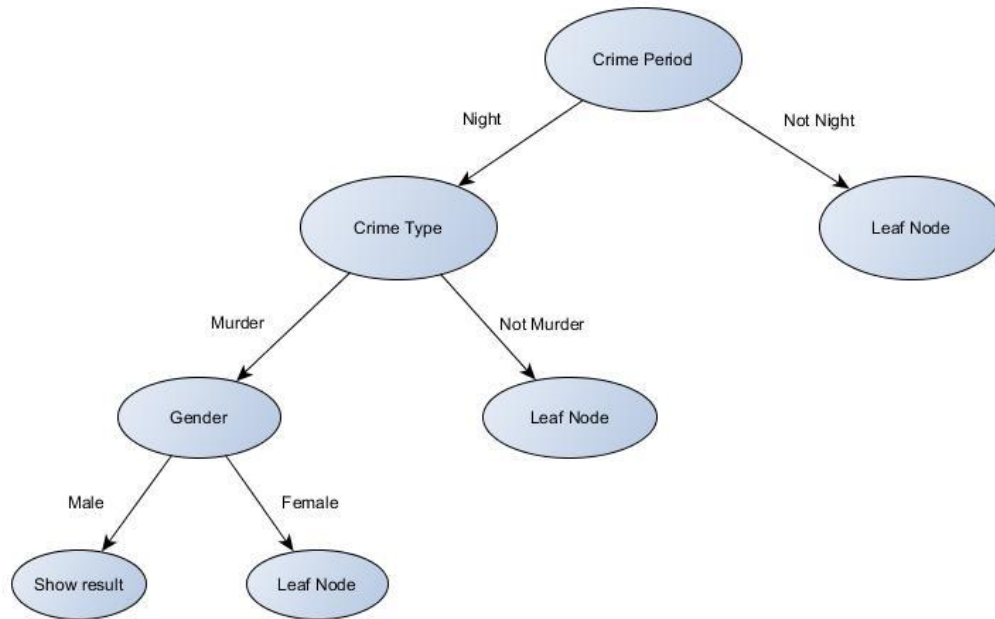 Crime Period
Night
Not Night
Crime Type
Leaf Node
Murder
Not Murder
Gender
Leaf Node
Male
Female
Show result
Leaf Node